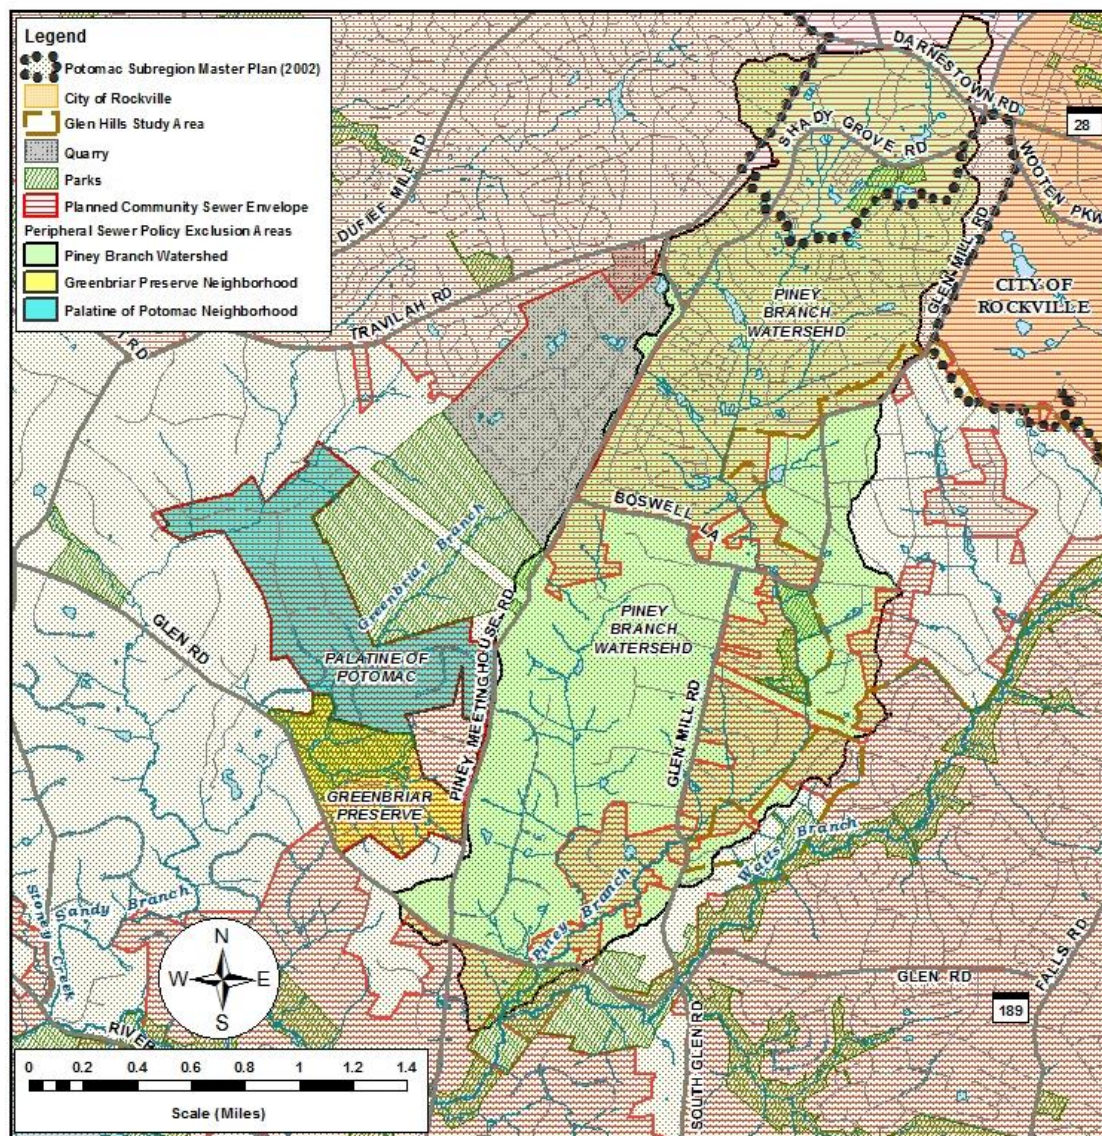 Legend
Potomac Subregion Master Plan (2002)
City of Rockville
Glen Hills Study Area
Quarry
Parks
Planned Community Sewer Envelope
Peripheral Sewer Policy Exclusion Areas
Piney Branch Watershed
Greenbriar Preserve Neighborhood
Palatine of Potomac Neighborhood
DARNESTOWN RD
28
SHADY GROVE RD
WOOTEN PKW
DUFIEF MILL RD
GLEN MILL RD
CITY OF
ROCKVILLE
PINEY
BRANCH
WATERSEHD
TRAVILAH RD
T RD
BOSWELL LA
Greenbriar Branch
PINEY
BRANCH
WATERSEHD
GLEN RD
PALATINE OF
POTOMAC
PINEY MEETING HOUSE RD
GLEN MILL RD
GREENBRIAR
PRESERVE
Watts Branch
Piney Branch
Sandy Branch
Stoney
Creek
N
W E
S
GLEN RD
FALLS RD
189
RIVER
SOUTH GLEN RD
0 0.2 0.4 0.6 0.8 1 1.2 1.4
Scale (Miles)